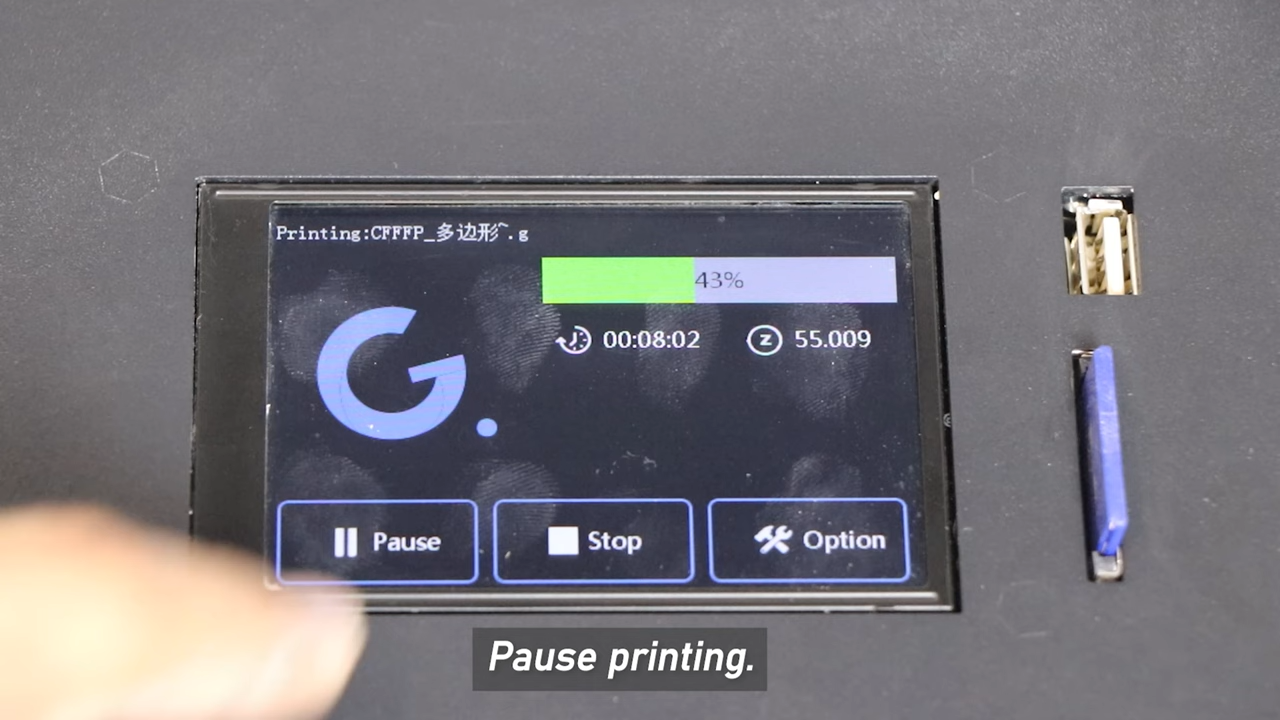 Printing:CFFFP_多边形~.g
43%
00:08:02
Z 55.009
G.
Pause
Stop
Option
Pause printing.